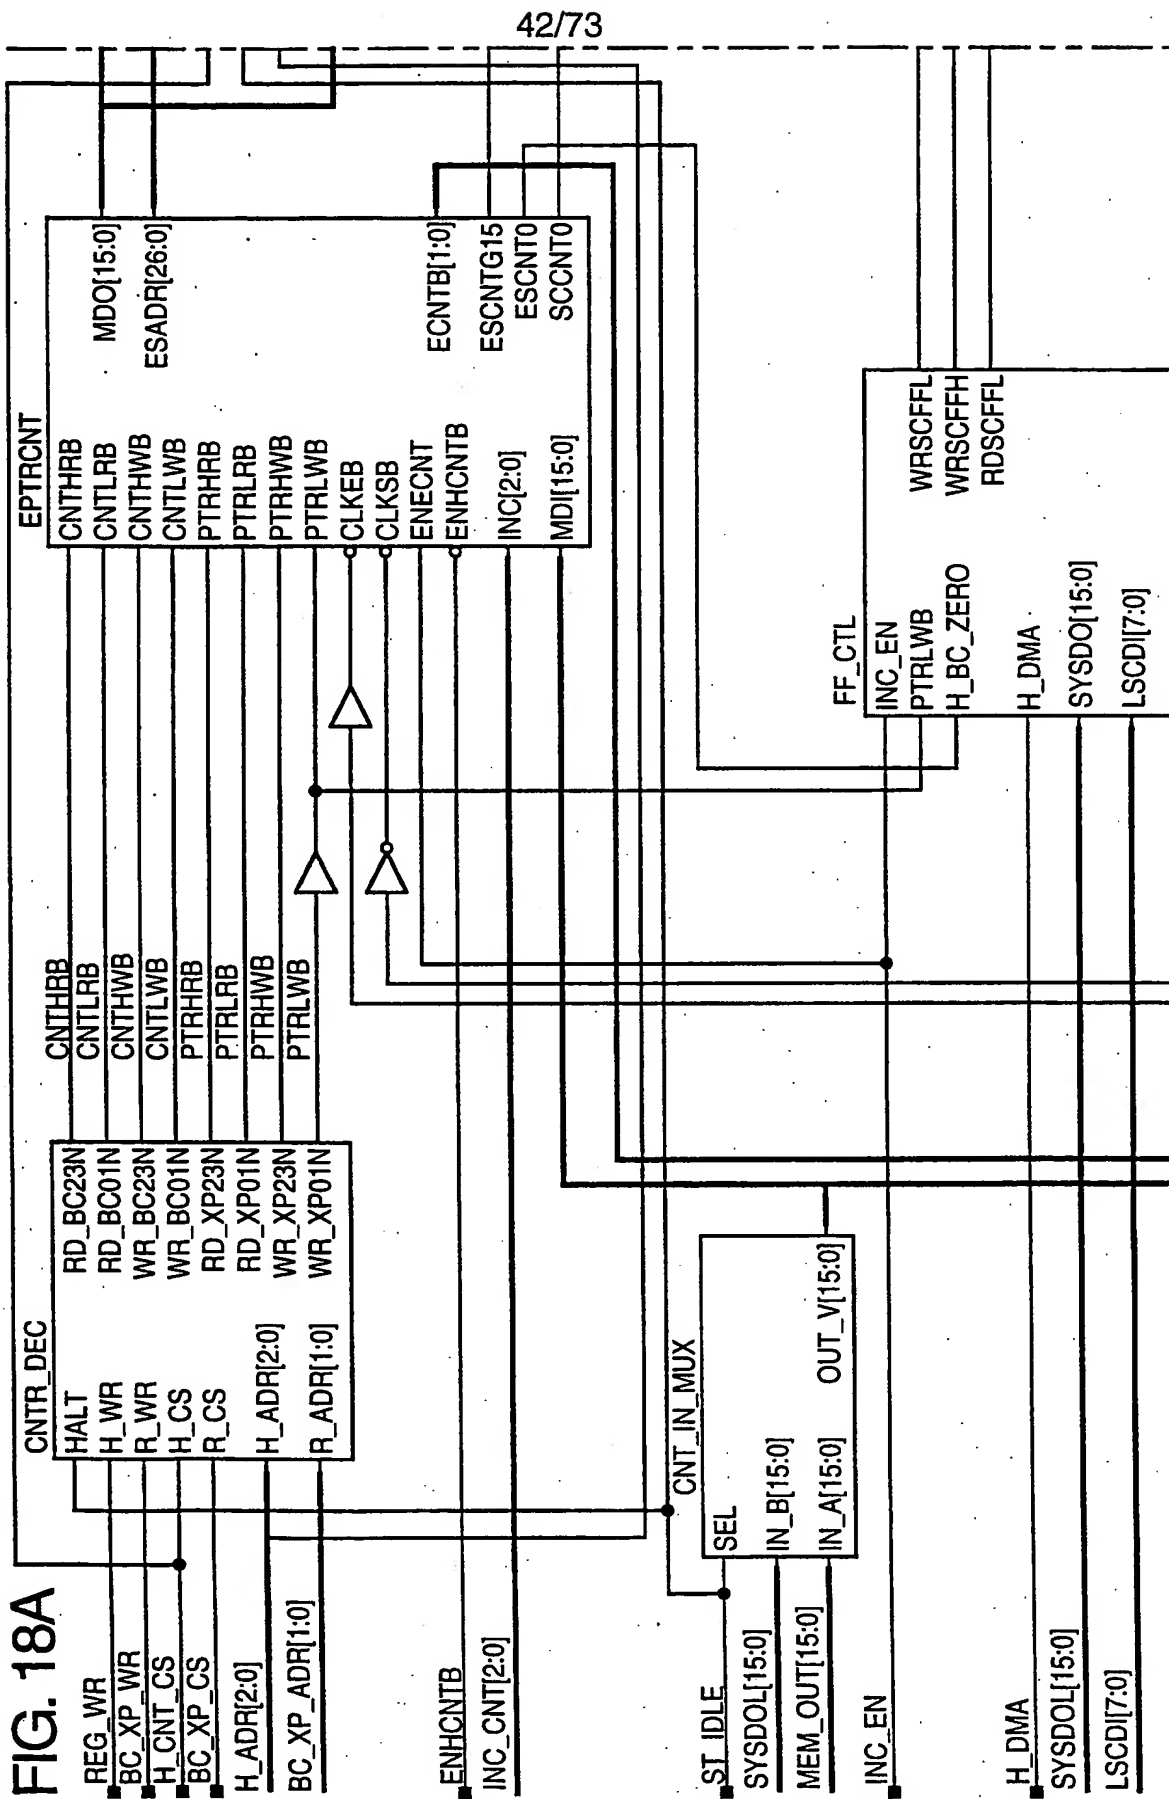 42/73
FIG. 18A
REG_WR
BC_XP_WR
H_CNT_CS
BC_XP_CS
H_ADR[2:0]
BC_XP_ADR[1:0]
ENHCNTB
INC_CNT[2:0]
ST_IDLE
SYSDOL[15:0]
MEM_OUT[15:0]
INC_EN
H_DMA
SYSDOL[15:0]
LSCDI[7:0]
CNTR_DEC
HALT
H_WR
R_WR
H_CS
R_CS
H_ADR[2:0]
R_ADR[1:0]
RD_BC23N
RD_BC01N
WR_BC23N
WR_BC01N
RD_XP23N
RD_XP01N
WR_XP23N
WR_XP01N
CNT_IN_MUX
SEL
IN_B[15:0]
IN_A[15:0]
OUT_V[15:0]
CNTHRB
CNTLRB
CNTHWB
CNTLWB
PTRHRB
PTRLRB
PTRHWB
PTRLWB
EPTRCNT
CNTHRB
CNTLRB
CNTHWB
CNTLWB
PTRHRB
PTRLRB
PTRHWB
PTRLWB
CLKEB
CLKSB
ENECNT
ENHCNTB
INC[2:0]
MDI[15:0]
MDO[15:0]
ESADR[26:0]
ECNTB[1:0]
ESCNTG15
ESCNT0
SCCNT0
FF_CTL
INC_EN
PTRLWB
H_BC_ZERO
H_DMA
SYSDO[15:0]
LSCDI[7:0]
WRSCFFL
WRSCFFH
RDSCFFL